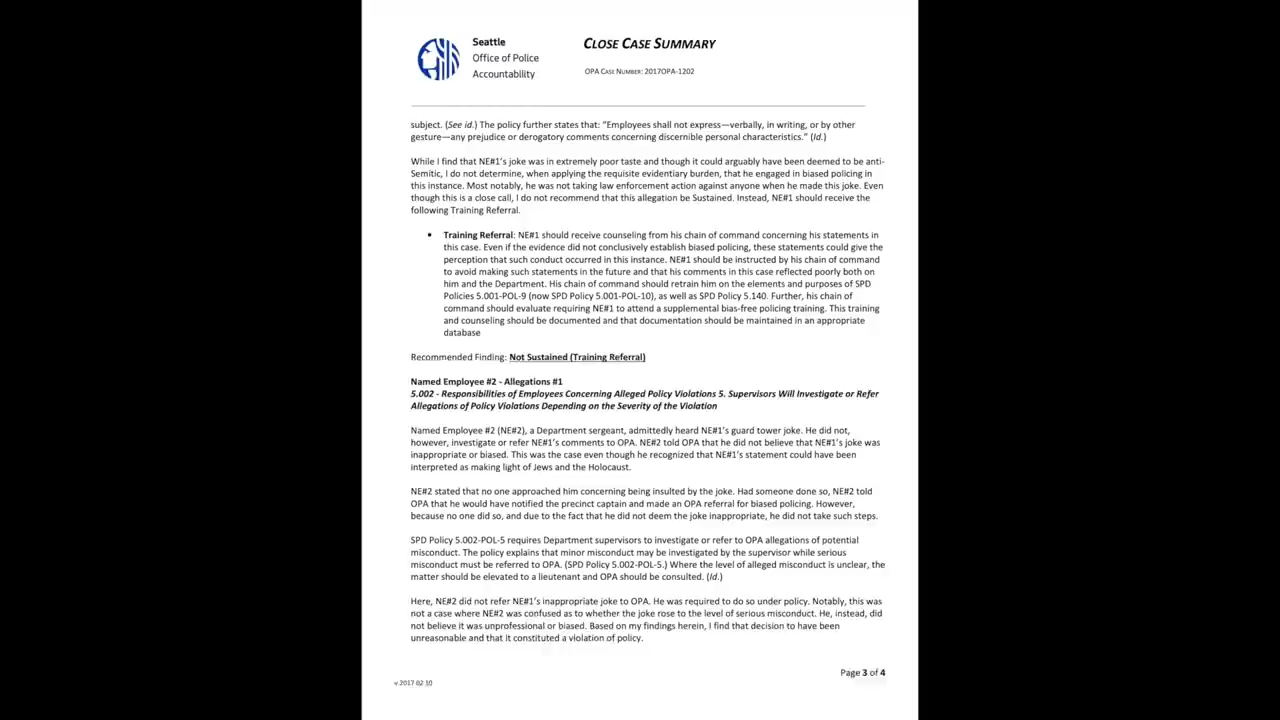 Seattle
Office of Police
Accountability
CLOSE CASE SUMMARY
OPA CASE NUMBER: 2017OPA-1202
subject. (See id.) The policy further states that: “Employees shall not express—verbally, in writing, or by other
gesture—any prejudice or derogatory comments concerning discernible personal characteristics.” (Id.)
While I find that NE#1’s joke was in extremely poor taste and though it could arguably have been deemed to be anti-
Semitic, I do not determine, when applying the requisite evidentiary burden, that he engaged in biased policing in
this instance. Most notably, he was not taking law enforcement action against anyone when he made this joke. Even
though this is a close call, I do not recommend that this allegation be Sustained. Instead, NE#1 should receive the
following Training Referral.
• Training Referral: NE#1 should receive counseling from his chain of command concerning his statements in
this case. Even if the evidence did not conclusively establish biased policing, these statements could give the
perception that such conduct occurred in this instance. NE#1 should be instructed by his chain of command
to avoid making such statements in the future and that his comments in this case reflected poorly both on
him and the Department. His chain of command should retrain him on the elements and purposes of SPD
Policies 5.001-POL-9 (now SPD Policy 5.001-POL-10), as well as SPD Policy 5.140. Further, his chain of
command should evaluate requiring NE#1 to attend a supplemental bias-free policing training. This training
and counseling should be documented and that documentation should be maintained in an appropriate
database
Recommended Finding: Not Sustained (Training Referral)
Named Employee #2 - Allegations #1
5.002 - Responsibilities of Employees Concerning Alleged Policy Violations 5. Supervisors Will Investigate or Refer
Allegations of Policy Violations Depending on the Severity of the Violation
Named Employee #2 (NE#2), a Department sergeant, admittedly heard NE#1’s guard tower joke. He did not,
however, investigate or refer NE#1’s comments to OPA. NE#2 told OPA that he did not believe that NE#1’s joke was
inappropriate or biased. This was the case even though he recognized that NE#1’s statement could have been
interpreted as making light of Jews and the Holocaust.
NE#2 stated that no one approached him concerning being insulted by the joke. Had someone done so, NE#2 told
OPA that he would have notified the precinct captain and made an OPA referral for biased policing. However,
because no one did so, and due to the fact that he did not deem the joke inappropriate, he did not take such steps.
SPD Policy 5.002-POL-5 requires Department supervisors to investigate or refer to OPA allegations of potential
misconduct. The policy explains that minor misconduct may be investigated by the supervisor while serious
misconduct must be referred to OPA. (SPD Policy 5.002-POL-5.) Where the level of alleged misconduct is unclear, the
matter should be elevated to a lieutenant and OPA should be consulted. (Id.)
Here, NE#2 did not refer NE#1’s inappropriate joke to OPA. He was required to do so under policy. Notably, this was
not a case where NE#2 was confused as to whether the joke rose to the level of serious misconduct. He, instead, did
not believe it was unprofessional or biased. Based on my findings herein, I find that decision to have been
unreasonable and that it constituted a violation of policy.
Page 3 of 4
v.2017 02 10